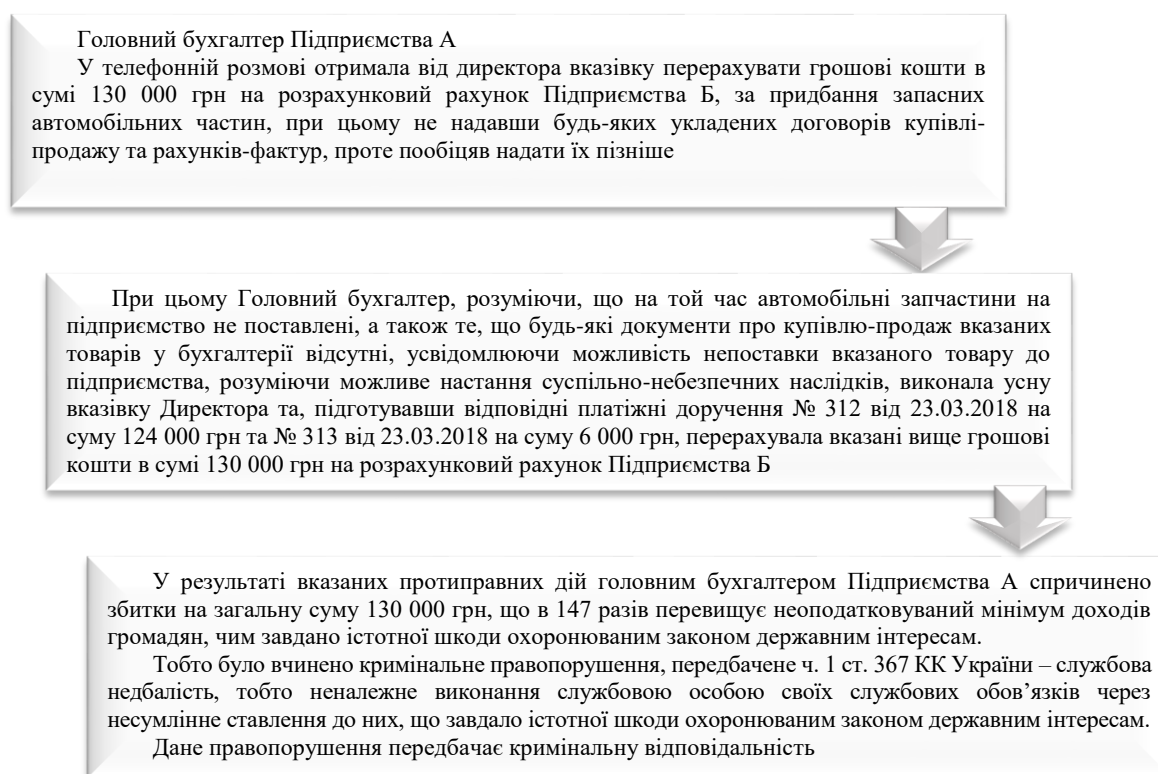 Головний бухгалтер Підприємства А
У телефонній розмові отримала від директора вказівку перерахувати грошові кошти в
сумі 130 000 грн на розрахунковий рахунок Підприємства Б, за придбання запасних
автомобільних частин, при цьому не надавши будь-яких укладених договорів купівлі-
продажу та рахунків-фактур, проте пообіцяв надати їх пізніше
При цьому Головний бухгалтер, розуміючи, що на той час автомобільні запчастини на
підприємство не поставлені, а також те, що будь-які документи про купівлю-продаж вказаних
товарів у бухгалтерії відсутні, усвідомлюючи можливість непоставки вказаного товару до
підприємства, розуміючи можливе настання суспільно-небезпечних наслідків, виконала усну
вказівку Директора та, підготувавши відповідні платіжні доручення № 312 від 23.03.2018 на
суму 124 000 грн та № 313 від 23.03.2018 на суму 6 000 грн, перерахувала вказані вище грошові
кошти в сумі 130 000 грн на розрахунковий рахунок Підприємства Б
У результаті вказаних протиправних дій головним бухгалтером Підприємства А спричинено
збитки на загальну суму 130 000 грн, що в 147 разів перевищує неоподатковуваний мінімум доходів
громадян, чим завдано істотної шкоди охоронюваним законом державним інтересам.
Тобто було вчинено кримінальне правопорушення, передбачене ч. 1 ст. 367 КК України – службова
недбалість, тобто неналежне виконання службовою особою своїх службових обов’язків через
несумлінне ставлення до них, що завдало істотної шкоди охоронюваним законом державним інтересам.
Дане правопорушення передбачає кримінальну відповідальність